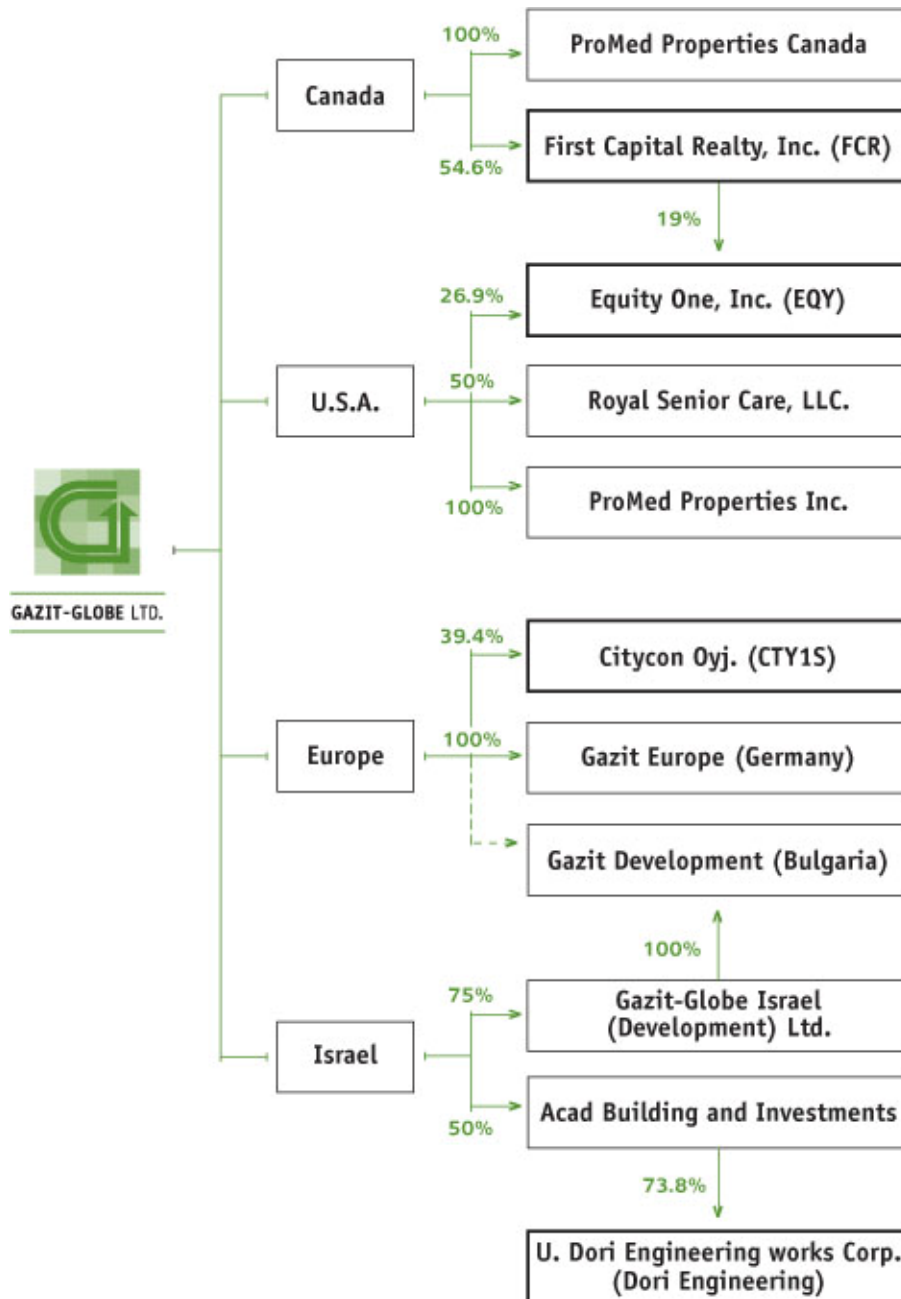 100%
ProMed Properties Canada
Canada
First Capital Realty, Inc. (FCR)
54.6%
19%
26.9%
Equity One, Inc. (EQY)
50%
U.S.A.
Royal Senior Care, LLC.
100%
ProMed Properties Inc.
GAZIT-GLOBE LTD.
39.4%
Citycon Oyj. (CTY1S)
100%
Europe
Gazit Europe (Germany)
Gazit Development (Bulgaria)
100%
75%
Gazit-Globe Israel
(Development) Ltd.
Israel
Acad Building and Investments
50%
73.8%
U. Dori Engineering works Corp.
(Dori Engineering)